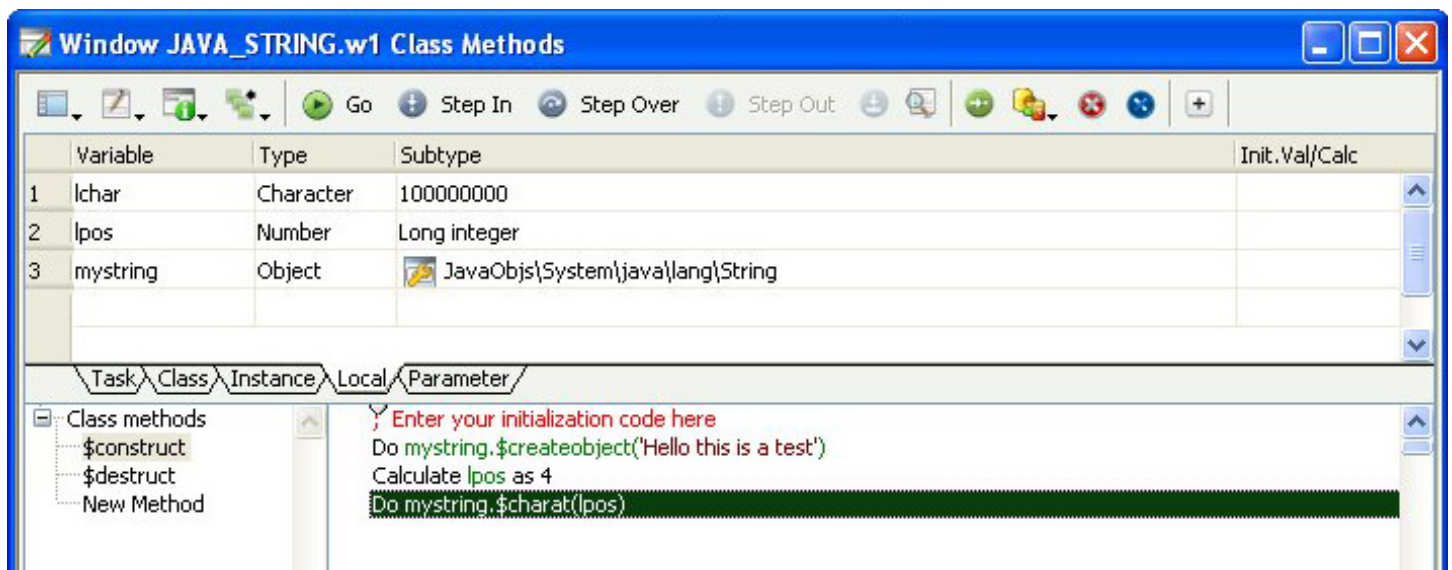 Window JAVA_STRING.w1 Class Methods
Go Step In Step Over Step Out
Variable Type Subtype Init.Val/Calc
1 lchar Character 100000000
2 lpos Number Long integer
3 mystring Object JavaObjs\System\java\lang\String
Task Class Instance Local Parameter
Class methods
$construct
$destruct
New Method
; Enter your initialization code here
Do mystring.$createobject('Hello this is a test')
Calculate lpos as 4
Do mystring.$charat(lpos)